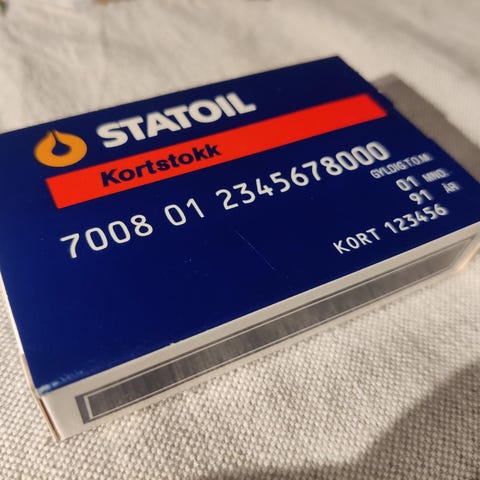 STATOIL
Kortstokk
7008 01 2345678000
GYLDIG T.O.M.
01 MND.
91 ÅR
KORT 123456